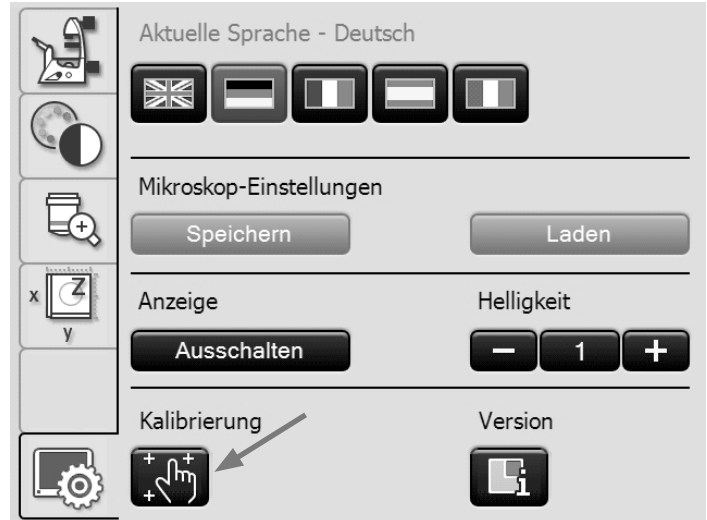 Aktuelle Sprache - Deutsch
Mikroskop-Einstellungen
Speichern Laden
Anzeige Helligkeit
x Z
y
Ausschalten − 1 +
Kalibrierung Version